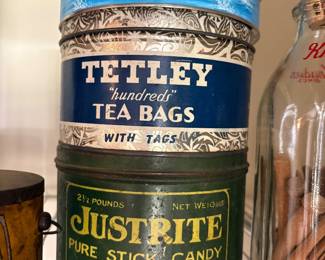 TETLEY
"hundreds"
TEA BAGS
WITH TAGS
2½ POUNDS NET WEIGHT
JUSTRITE
PURE STICK CANDY